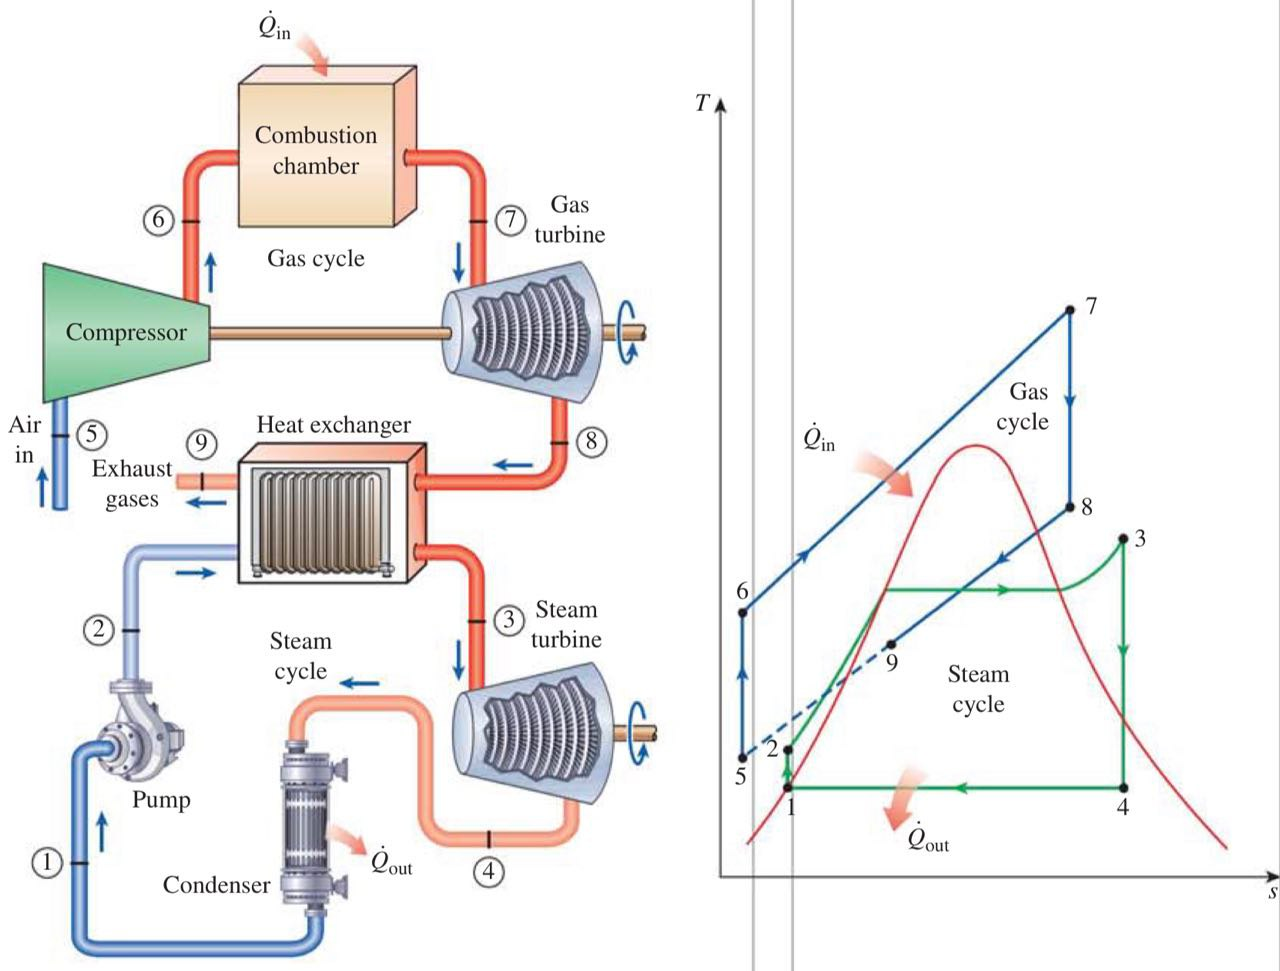 Q̇in
Combustion
chamber
6
7
Gas
turbine
Gas cycle
Compressor
Air
in
5
9
Heat exchanger
8
Exhaust
gases
2
3
Steam
turbine
Steam
cycle
Pump
1
Condenser
Q̇out
4
T
7
Gas
cycle
Q̇in
8
3
6
9
Steam
cycle
2
5
1
4
Q̇out
s